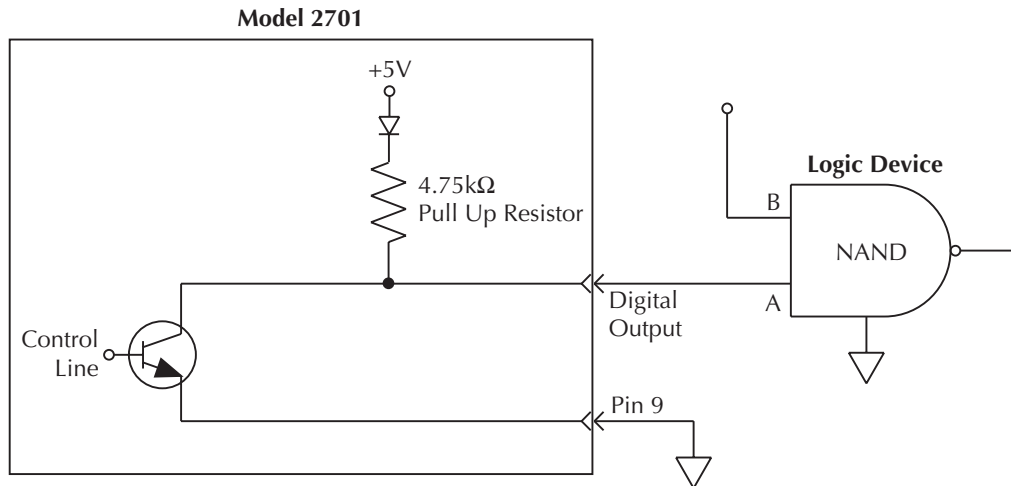 Model 2701
+5V
4.75kΩ
Pull Up Resistor
Logic Device
B
NAND
A
Digital
Output
Control
Line
Pin 9